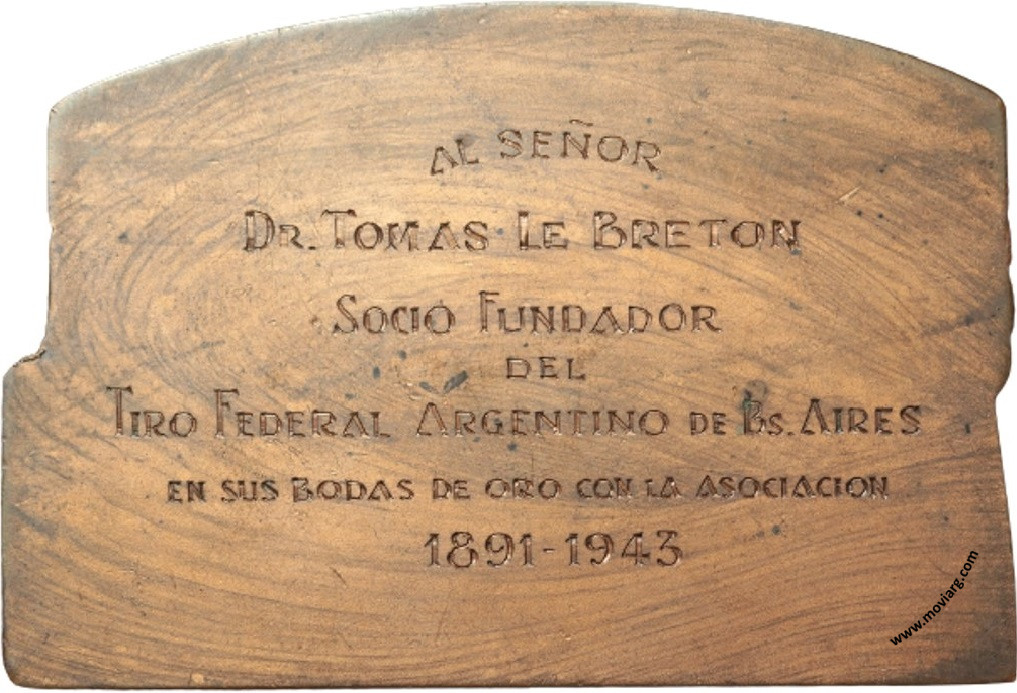 AL SEÑOR
DR. TOMAS LE BRETON
SOCIO FUNDADOR
DEL
TIRO FEDERAL ARGENTINO DE BS. AIRES
EN SUS BODAS DE ORO CON LA ASOCIACION
1891-1943
www.moviarg.com